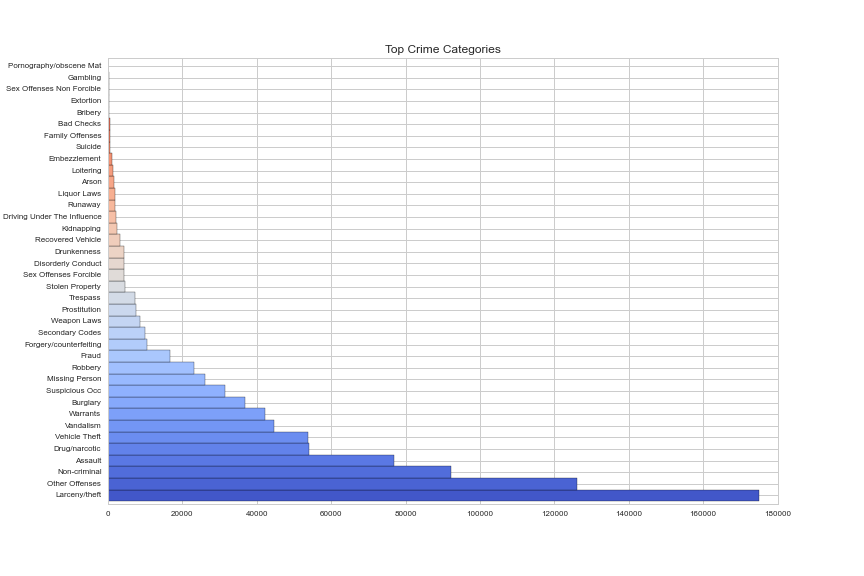 Top Crime Categories
Pornography/obscene Mat
Gambling
Sex Offenses Non Forcible
Extortion
Bribery
Bad Checks
Family Offenses
Suicide
Embezzlement
Loitering
Arson
Liquor Laws
Runaway
Driving Under The Influence
Kidnapping
Recovered Vehicle
Drunkenness
Disorderly Conduct
Sex Offenses Forcible
Stolen Property
Trespass
Prostitution
Weapon Laws
Secondary Codes
Forgery/counterfeiting
Fraud
Robbery
Missing Person
Suspicious Occ
Burglary
Warrants
Vandalism
Vehicle Theft
Drug/narcotic
Assault
Non-criminal
Other Offenses
Larceny/theft
0 20000 40000 60000 80000 100000 120000 140000 160000 180000